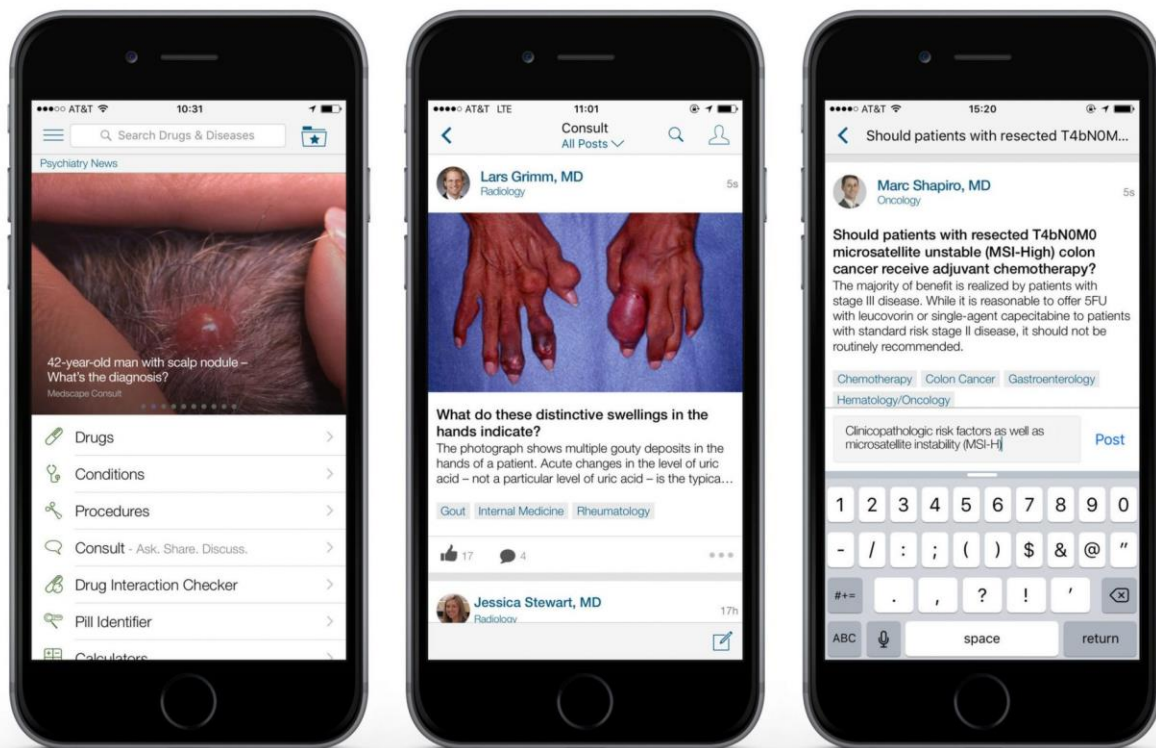 AT&T 10:31
Search Drugs & Diseases
Psychiatry News
42-year-old man with scalp nodule –
What's the diagnosis?
Medscape Consult
Drugs
Conditions
Procedures
Consult - Ask. Share. Discuss.
Drug Interaction Checker
Pill Identifier
Calculators
AT&T LTE 11:01
Consult
All Posts
Lars Grimm, MD
5s
Radiology
What do these distinctive swellings in the
hands indicate?
The photograph shows multiple gouty deposits in the
hands of a patient. Acute changes in the level of uric
acid – not a particular level of uric acid – is the typica...
Gout Internal Medicine Rheumatology
17 4
Jessica Stewart, MD
17h
Radiology
AT&T 15:20
Should patients with resected T4bN0M...
Marc Shapiro, MD
5s
Oncology
Should patients with resected T4bN0M0
microsatellite unstable (MSI-High) colon
cancer receive adjuvant chemotherapy?
The majority of benefit is realized by patients with
stage III disease. While it is reasonable to offer 5FU
with leucovorin or single-agent capecitabine to patients
with standard risk stage II disease, it should not be
routinely recommended.
Chemotherapy Colon Cancer Gastroenterology
Hematology/Oncology
Clinicopathologic risk factors as well as
microsatellite instability (MSI-H)
Post
1 2 3 4 5 6 7 8 9 0
- / : ; ( ) $ & @ "
#+= . , ? ! '
ABC space return